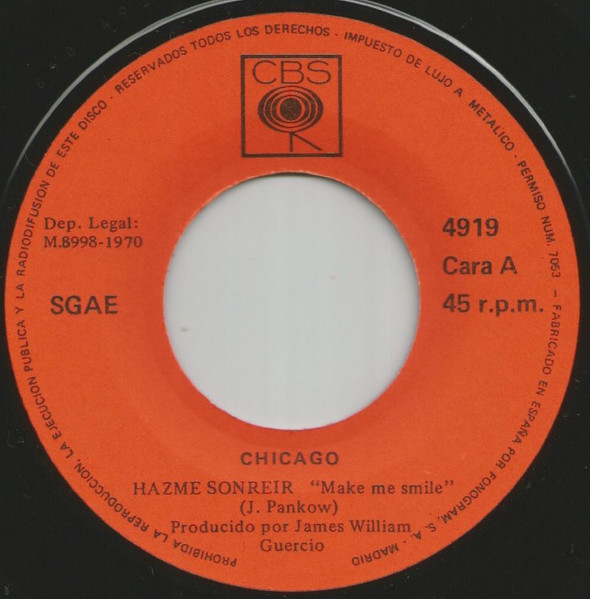 PROHIBIDA LA REPRODUCCION, LA EJECUCION PUBLICA Y LA RADIODIFUSION DE ESTE DISCO · RESERVADOS TODOS LOS DERECHOS · IMPUESTO DE LUJO A METALICO · PERMISO NUM. 7053 – FABRICADO EN ESPAÑA POR FONOGRAM, S. A. - MADRID
CBS
Dep. Legal:
M.8998-1970
SGAE
4919
Cara A
45 r.p.m.
CHICAGO
HAZME SONREIR “Make me smile”
(J. Pankow)
Producido por James William
Guercio